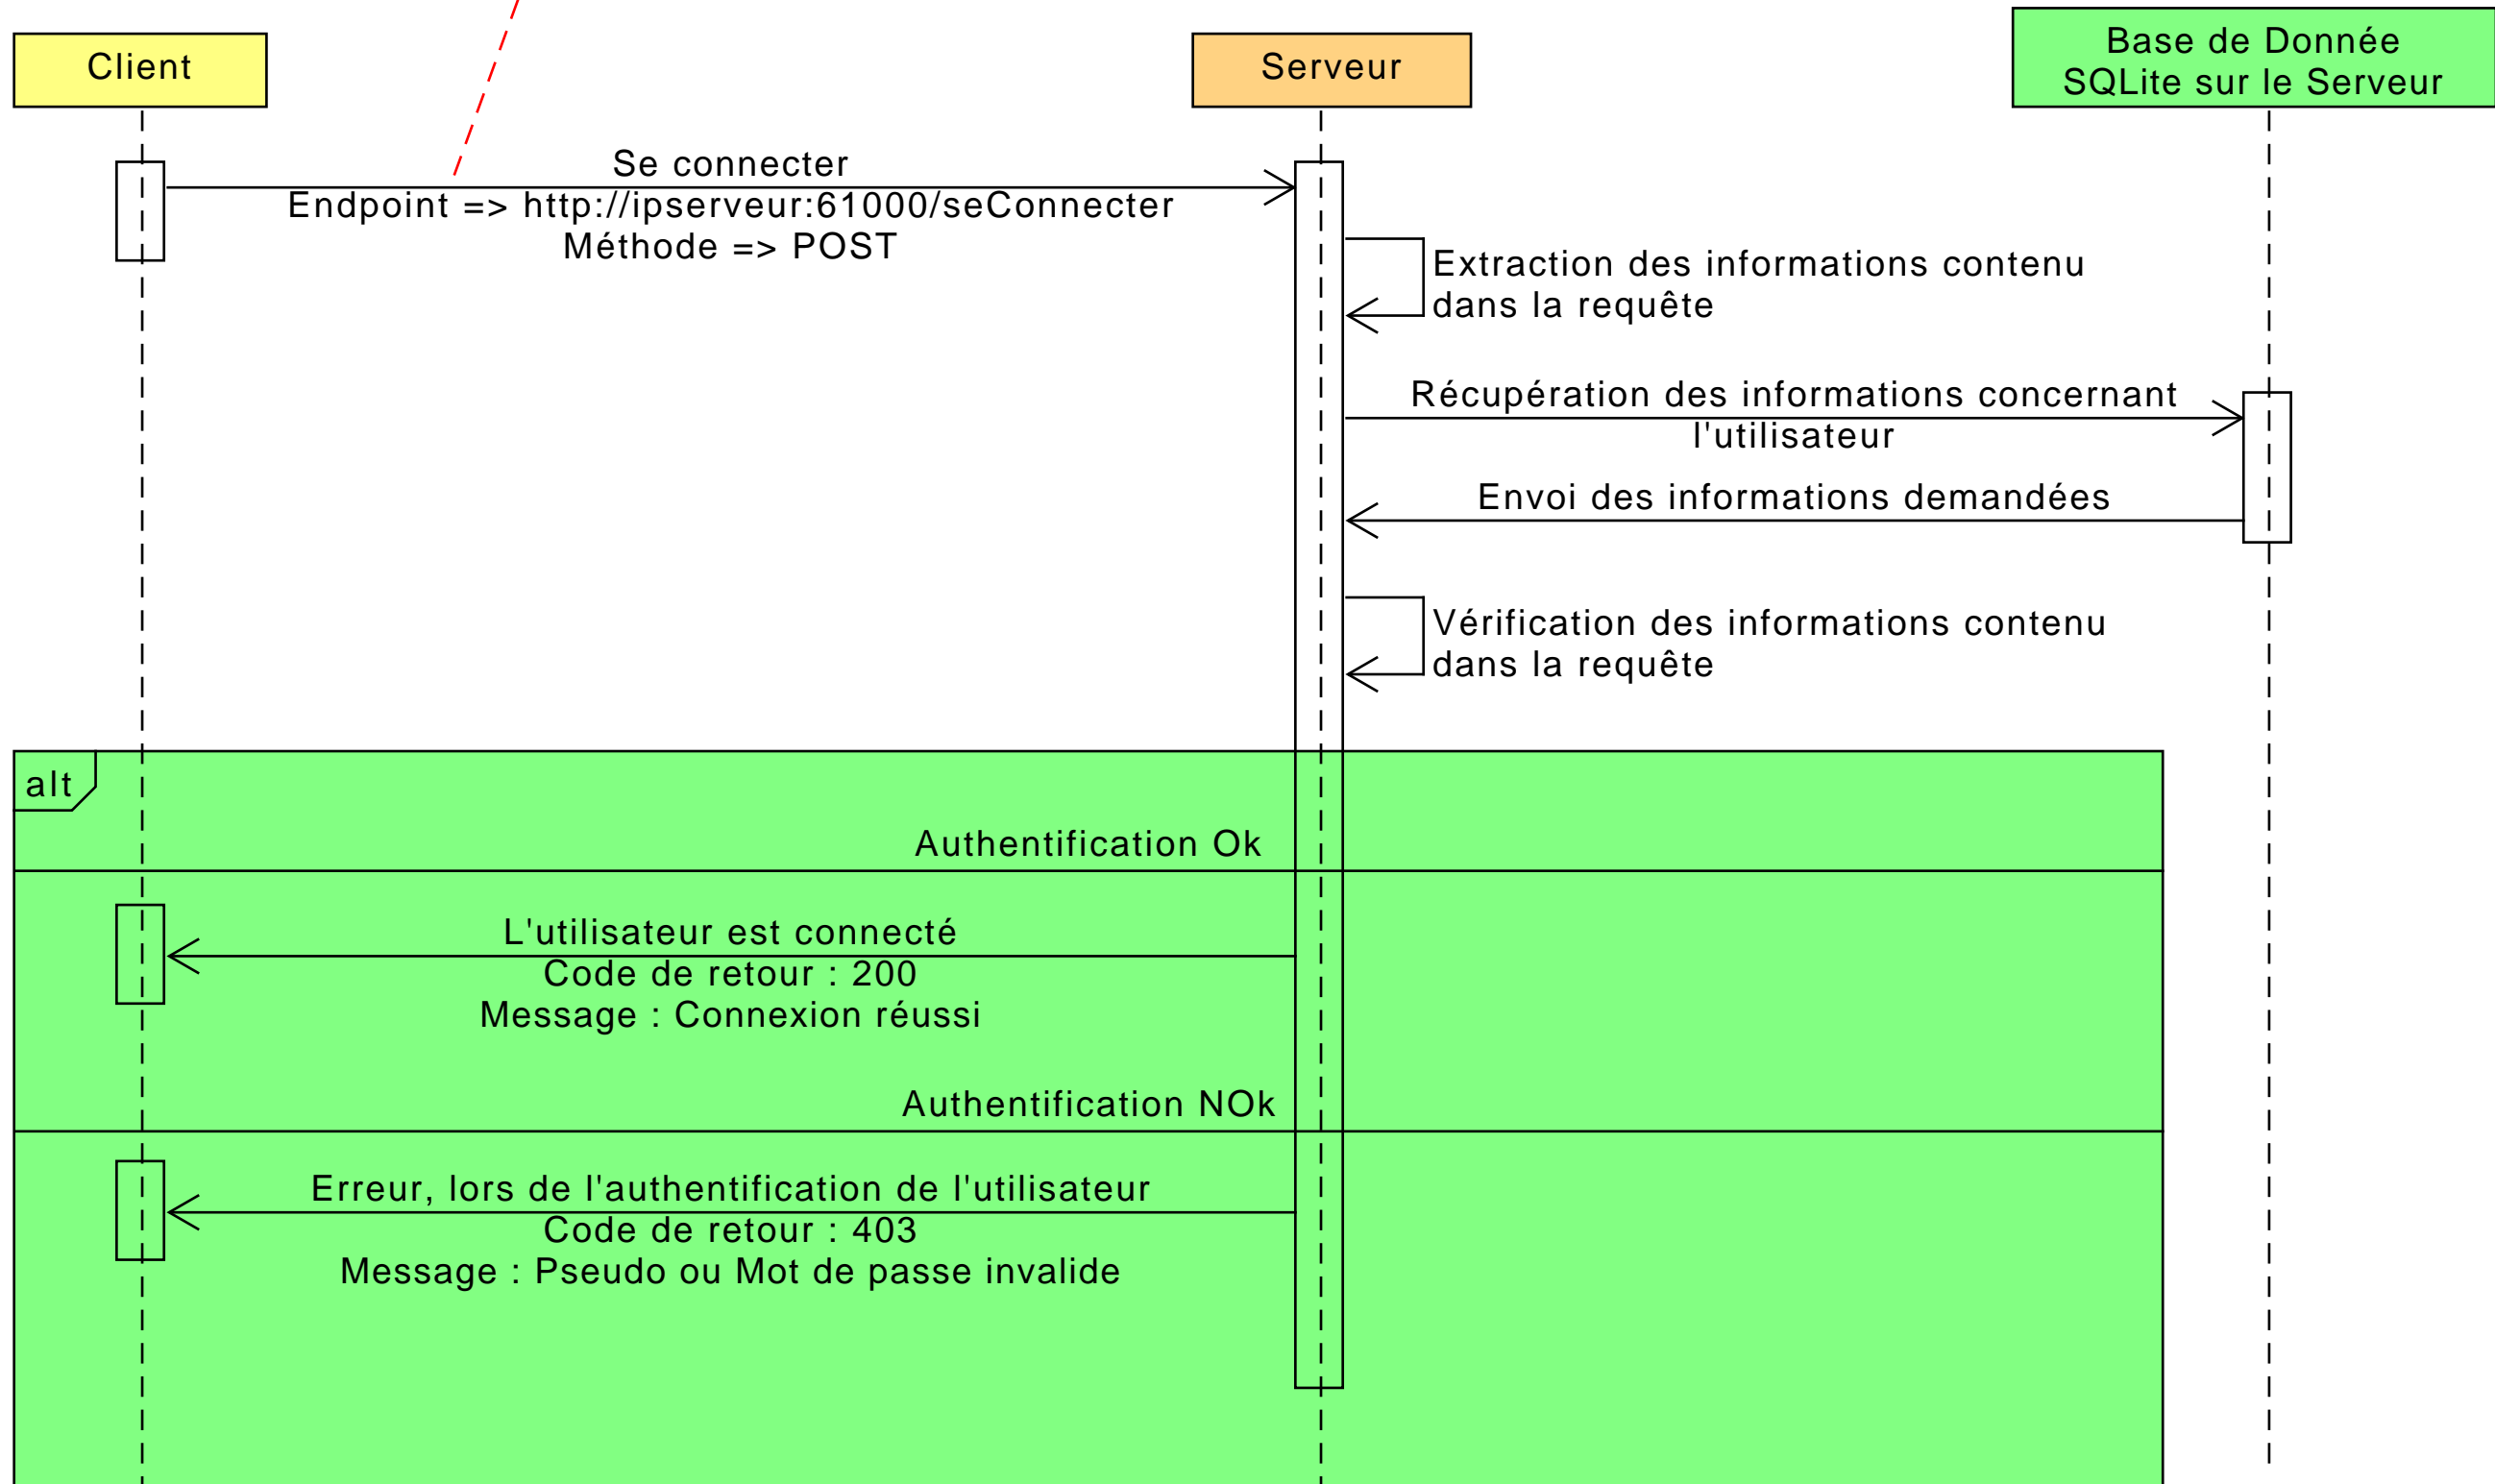 Client
Serveur
Base de Donnée
SQLite sur le Serveur
Se connecter
Endpoint => http://ipserveur:61000/seConnecter
Méthode => POST
Extraction des informations contenu
dans la requête
Récupération des informations concernant
l'utilisateur
Envoi des informations demandées
Vérification des informations contenu
dans la requête
alt
Authentification Ok
L'utilisateur est connecté
Code de retour : 200
Message : Connexion réussi
Authentification NOk
Erreur, lors de l'authentification de l'utilisateur
Code de retour : 403
Message : Pseudo ou Mot de passe invalide